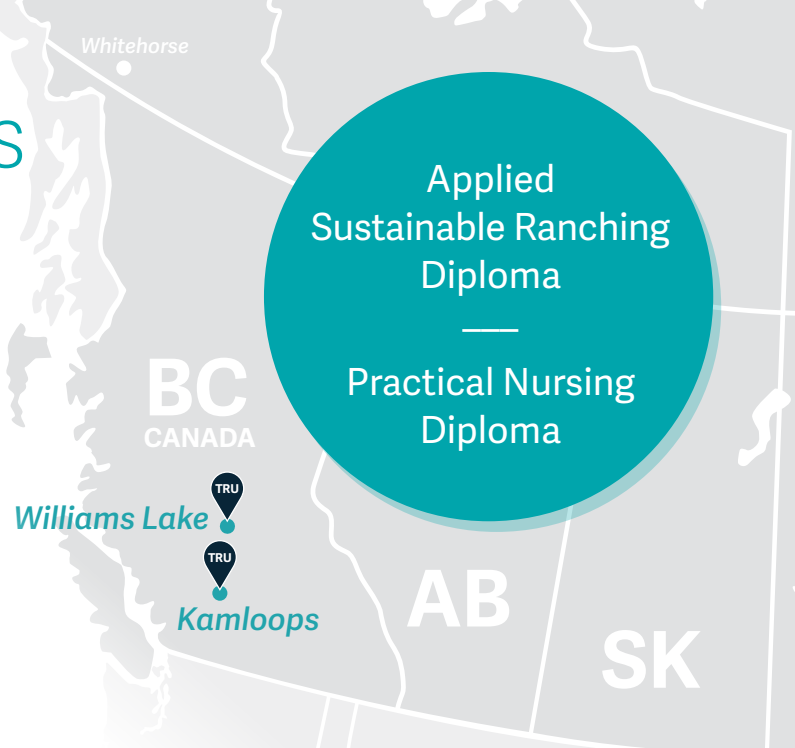 Whitehorse
S
Applied
Sustainable Ranching
Diploma
Practical Nursing
Diploma
BC
CANADA
TRU
Williams Lake
TRU
Kamloops
AB
SK